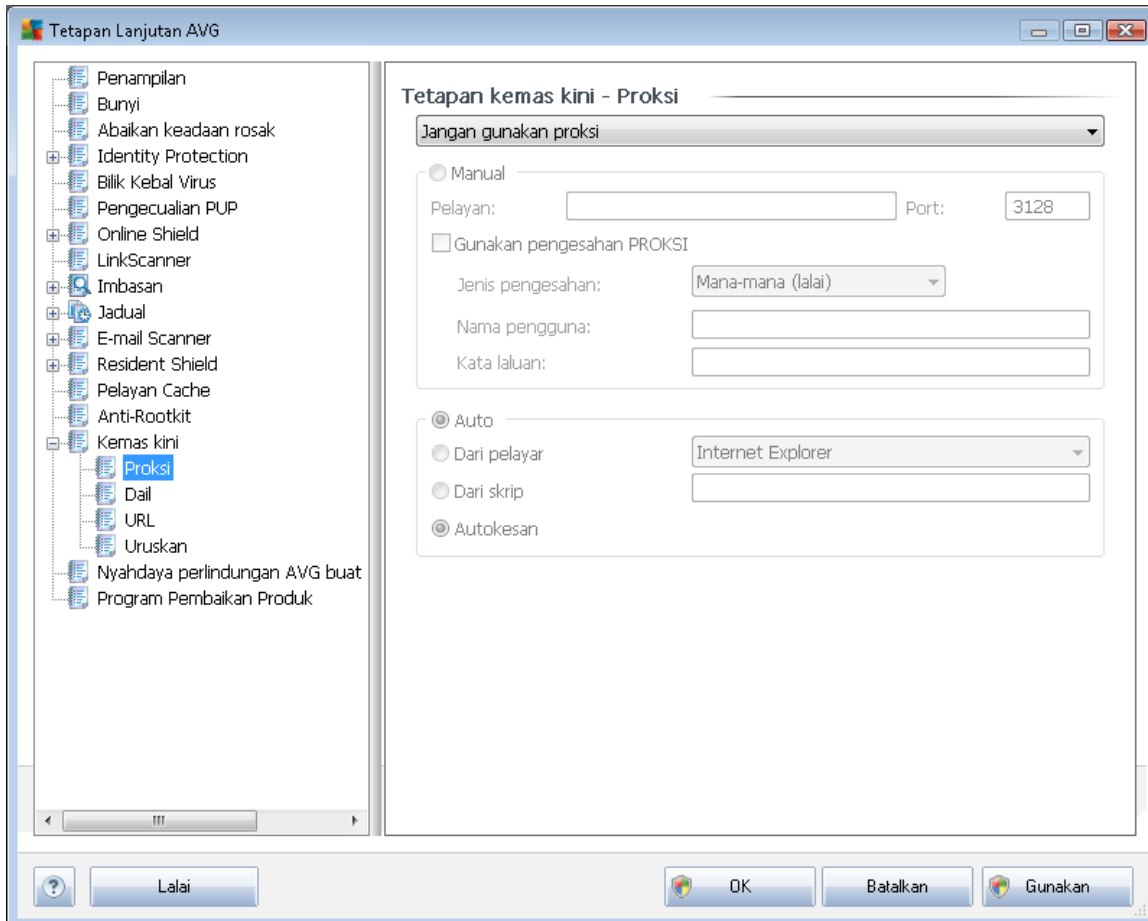 Tetapan Lanjutan AVG
Penampilan
Bunyi
Abaikan keadaan rosak
Identity Protection
Bilik Kebal Virus
Pengecualian PUP
Online Shield
LinkScanner
Imbasan
Jadual
E-mail Scanner
Resident Shield
Pelayan Cache
Anti-Rootkit
Kemas kini
Proksi
Dail
URL
Uruskan
Nyahdaya perlindungan AVG buat
Program Pembaikan Produk
Tetapan kemas kini - Proksi
Jangan gunakan proksi
Manual
Pelayan: Port: 3128
Gunakan pengesahan PROKSI
Jenis pengesahan: Mana-mana (lalai)
Nama pengguna:
Kata laluan:
Auto
Dari pelayar Internet Explorer
Dari skrip
Autokesan
? Lalai OK Batalkan Gunakan